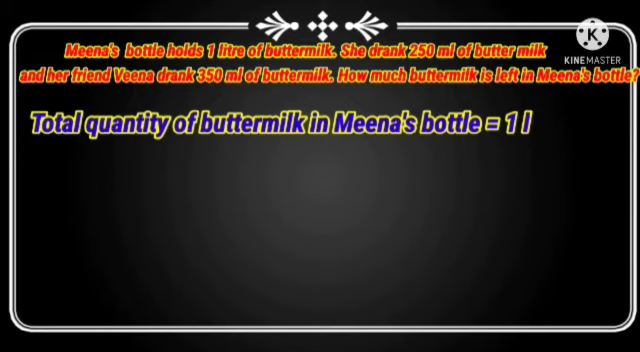 Meena's bottle holds 1 litre of buttermilk. She drank 250 ml of butter milk
and her friend Veena drank 350 ml of buttermilk. How much buttermilk is left in Meena's bottle?
Total quantity of buttermilk in Meena's bottle = 1 l
K
KINEMASTER